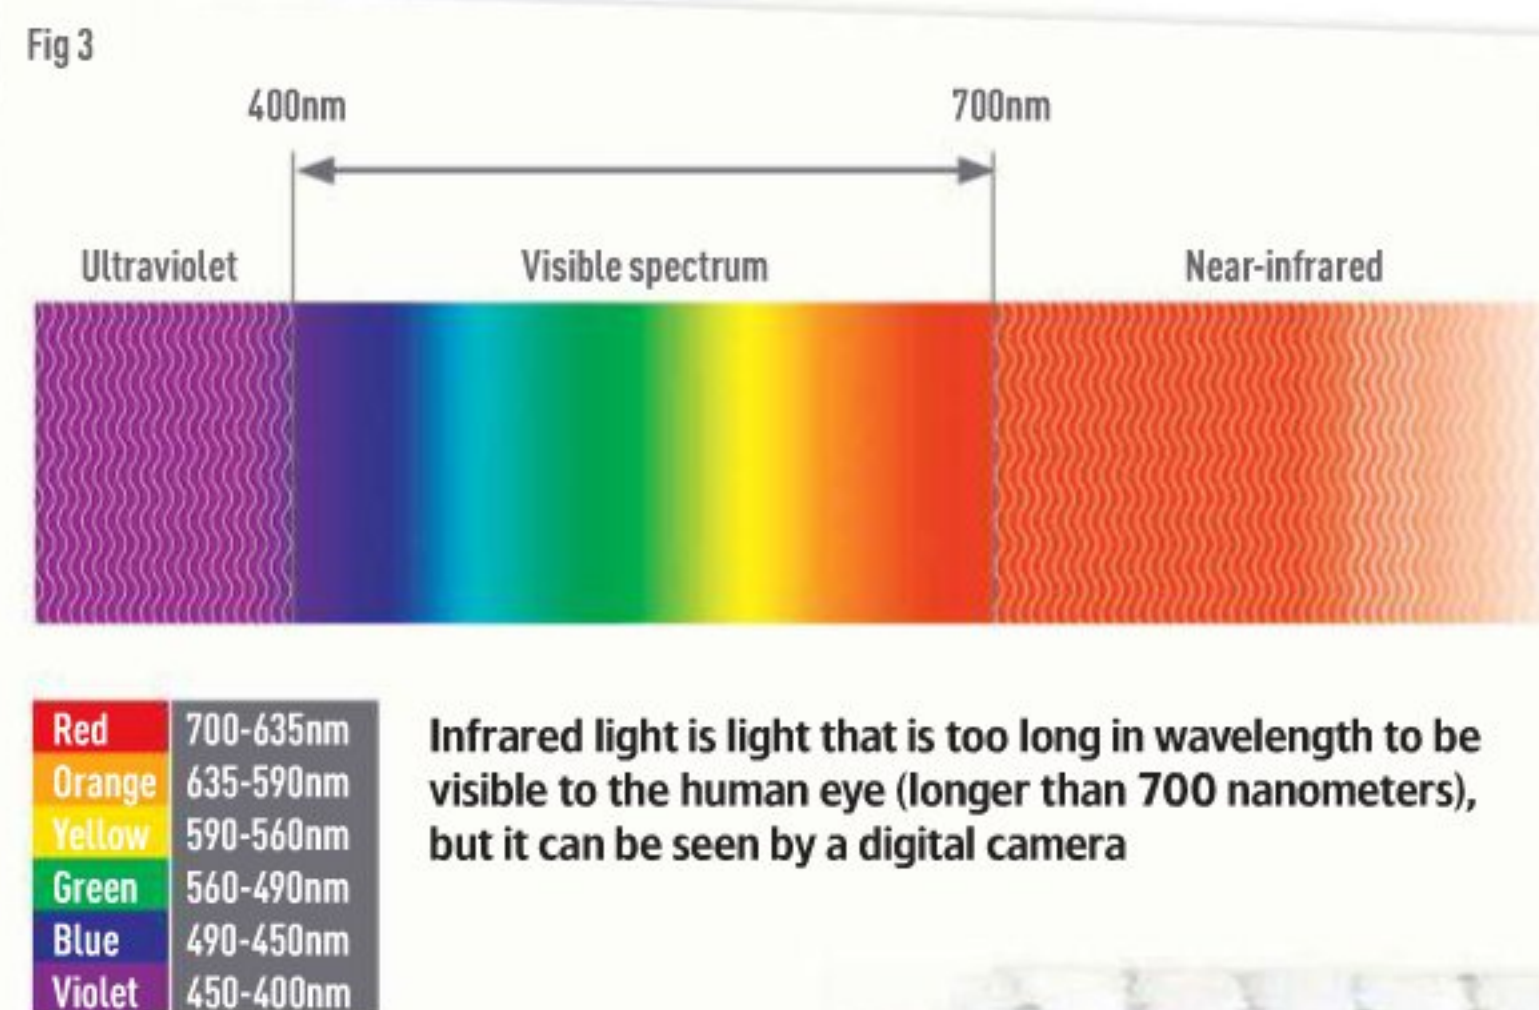 Fig 3
400nm 700nm
Ultraviolet Visible spectrum Near-infrared
Red 700-635nm
Orange 635-590nm
Yellow 590-560nm
Green 560-490nm
Blue 490-450nm
Violet 450-400nm
Infrared light is light that is too long in wavelength to be
visible to the human eye (longer than 700 nanometers),
but it can be seen by a digital camera